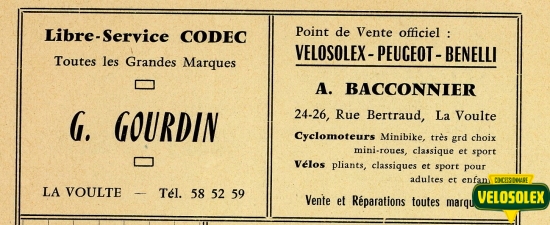 Libre-Service CODEC
Toutes les Grandes Marques
G. GOURDIN
LA VOULTE — Tél. 58 52 59
Point de Vente officiel :
VELOSOLEX - PEUGEOT - BENELLI
A. BACCONNIER
24-26, Rue Bertraud, La Voulte
Cyclomoteurs Minibike, très grd choix
mini-roues, classique et sport
Vélos pliants, classiques et sport pour
adultes et enfan
Vente et Réparations toutes marqu
CONCESSIONNAIRE
VELOSOLEX